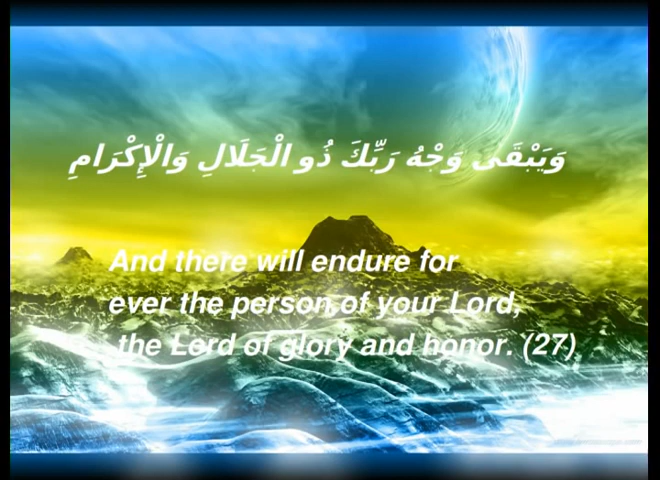 وَيَبْقَى وَجْهُ رَبِّكَ ذُو الْجَلَالِ وَالْإِكْرَامِ
And there will endure for
ever the person,of your Lord,
the Lord of glory and honor. (27)